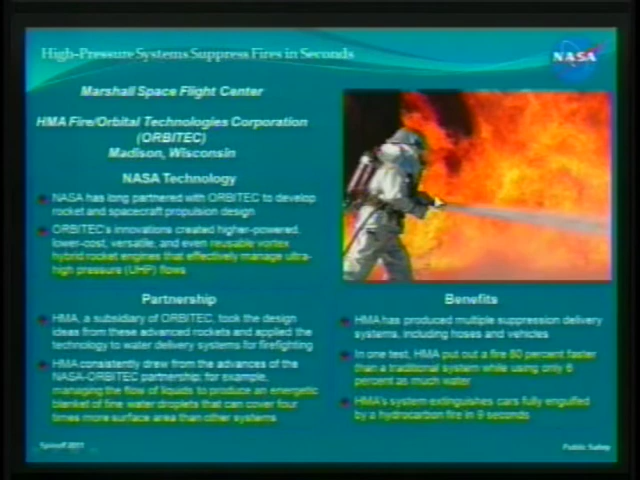 High-Pressure Systems Suppress Fires in Seconds
NASA
Marshall Space Flight Center
HMA Fire/Orbital Technologies Corporation
(ORBITEC)
Madison, Wisconsin
NASA Technology
NASA has long partnered with ORBITEC to develop
rocket and spacecraft propulsion design
ORBITEC's innovations created higher-powered,
lower-cost, versatile, and even reusable vortex
hybrid rocket engines that effectively manage ultra-
high pressure (UHP) flows
Partnership
HMA, a subsidiary of ORBITEC, took the design
ideas from these advanced rockets and applied the
technology to water delivery systems for firefighting
HMA consistently drew from the advances of the
NASA-ORBITEC partnership; for example,
managing the flow of liquids to produce an energetic
blanket of fine water droplets that can cover four
times more surface area than other systems
Benefits
HMA has produced multiple suppression delivery
systems, including hoses and vehicles
In one test, HMA put out a fire 80 percent faster
than a traditional system while using only 6
percent as much water
HMA's system extinguishes cars fully engulfed
by a hydrocarbon fire in 9 seconds
Spinoff 2011
Public Safety